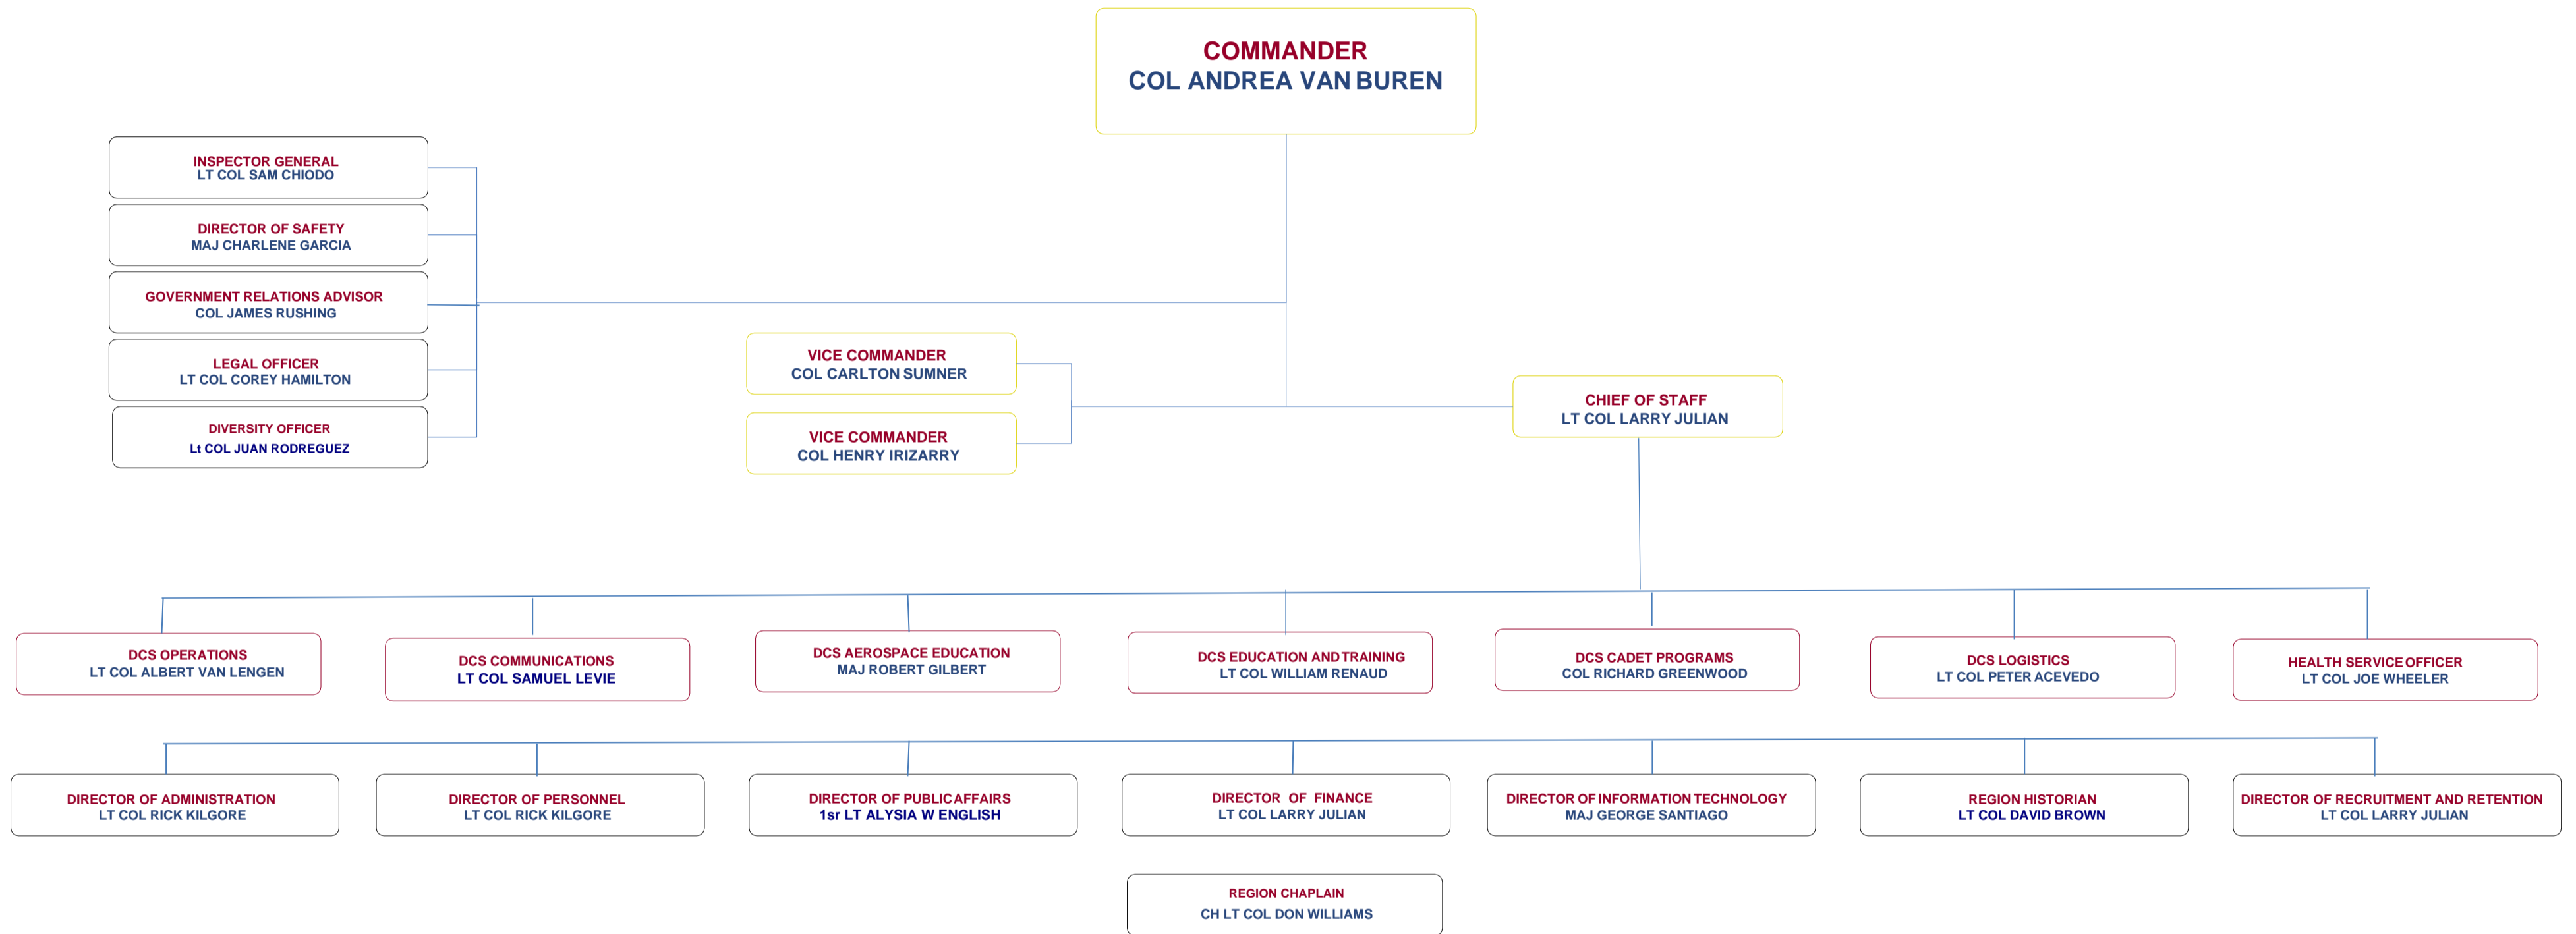 COMMANDER
COL ANDREA VAN BUREN
INSPECTOR GENERAL
LT COL SAM CHIODO
DIRECTOR OF SAFETY
MAJ CHARLENE GARCIA
GOVERNMENT RELATIONS ADVISOR
COL JAMES RUSHING
LEGAL OFFICER
LT COL COREY HAMILTON
DIVERSITY OFFICER
Lt COL JUAN RODREGUEZ
VICE COMMANDER
COL CARLTON SUMNER
VICE COMMANDER
COL HENRY IRIZARRY
CHIEF OF STAFF
LT COL LARRY JULIAN
DCS OPERATIONS
LT COL ALBERT VAN LENGEN
DCS COMMUNICATIONS
LT COL SAMUEL LEVIE
DCS AEROSPACE EDUCATION
MAJ ROBERT GILBERT
DCS EDUCATION AND TRAINING
LT COL WILLIAM RENAUD
DCS CADET PROGRAMS
COL RICHARD GREENWOOD
DCS LOGISTICS
LT COL PETER ACEVEDO
HEALTH SERVICE OFFICER
LT COL JOE WHEELER
DIRECTOR OF ADMINISTRATION
LT COL RICK KILGORE
DIRECTOR OF PERSONNEL
LT COL RICK KILGORE
DIRECTOR OF PUBLIC AFFAIRS
1sr LT ALYSIA W ENGLISH
DIRECTOR OF FINANCE
LT COL LARRY JULIAN
DIRECTOR OF INFORMATION TECHNOLOGY
MAJ GEORGE SANTIAGO
REGION HISTORIAN
LT COL DAVID BROWN
DIRECTOR OF RECRUITMENT AND RETENTION
LT COL LARRY JULIAN
REGION CHAPLAIN
CH LT COL DON WILLIAMS